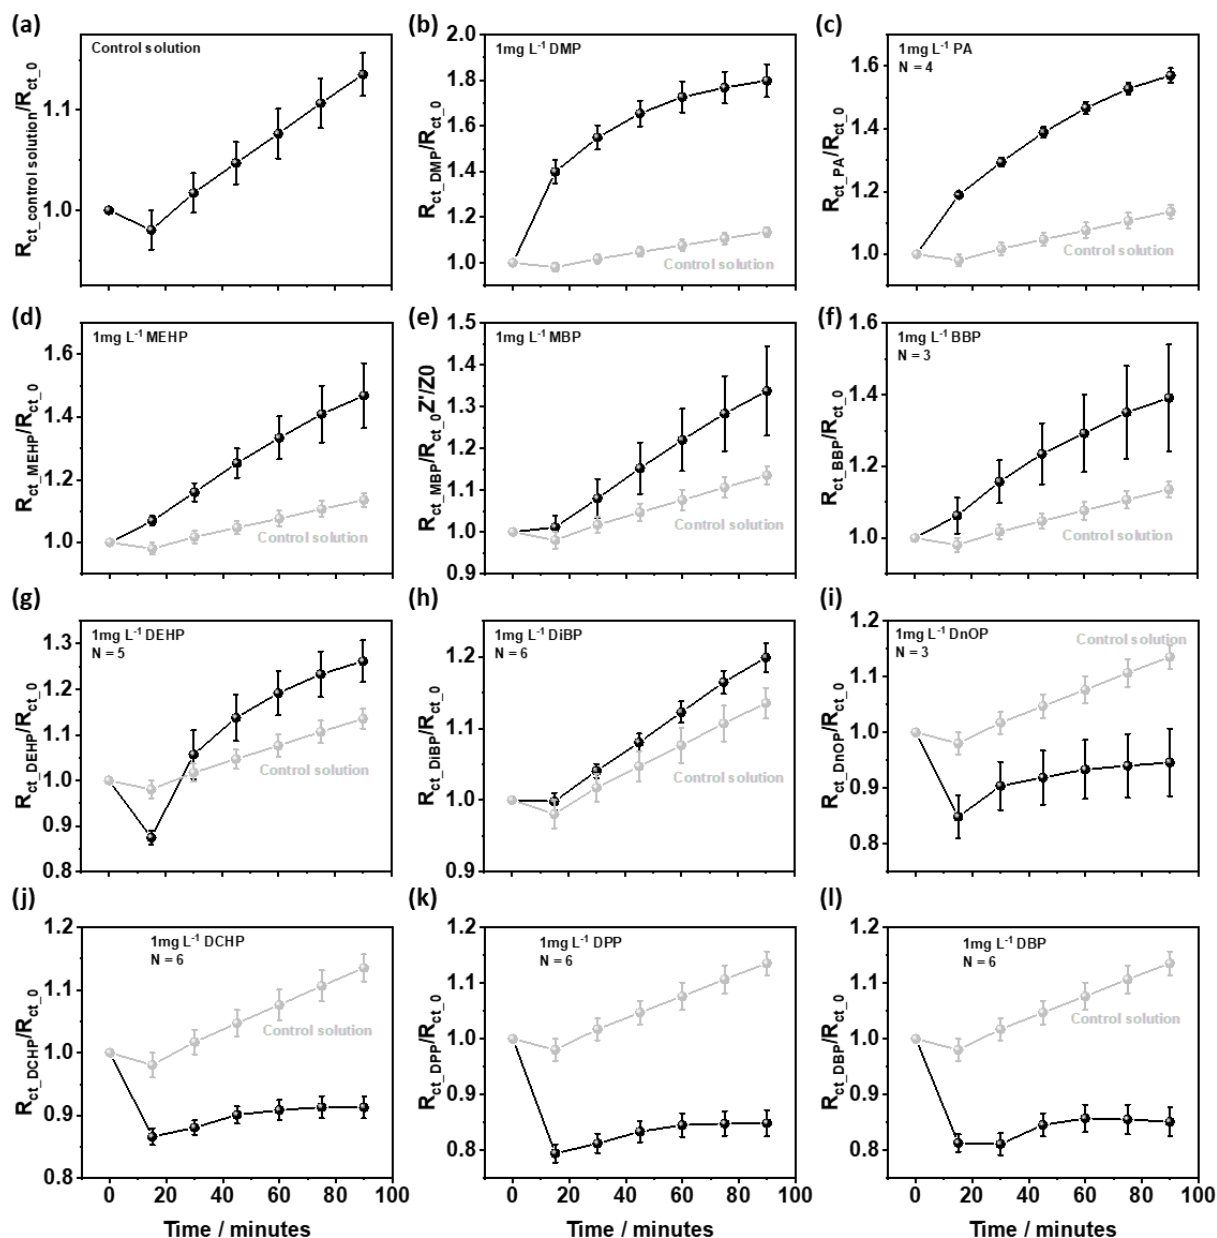 (a)
Control solution
R_ct_control solution/R_ct_0
1.1
1.0
(b)
1mg L⁻¹ DMP
R_ct_DMP/R_ct_0
2.0
1.8
1.6
1.4
1.2
1.0
Control solution
(c)
1mg L⁻¹ PA
N = 4
R_ct_PA/R_ct_0
1.6
1.4
1.2
1.0
Control solution
(d)
1mg L⁻¹ MEHP
R_ct_MEHP/R_ct_0
1.6
1.4
1.2
1.0
Control solution
(e)
1mg L⁻¹ MBP
R_ct_MBP/R_ct_0 Z'/Z0
1.5
1.4
1.3
1.2
1.1
1.0
0.9
Control solution
(f)
1mg L⁻¹ BBP
N = 3
R_ct_BBP/R_ct_0
1.6
1.4
1.2
1.0
Control solution
(g)
1mg L⁻¹ DEHP
N = 5
R_ct_DEHP/R_ct_0
1.3
1.2
1.1
1.0
0.9
0.8
Control solution
(h)
1mg L⁻¹ DiBP
N = 6
R_ct_DiBP/R_ct_0
1.2
1.1
1.0
0.9
Control solution
(i)
1mg L⁻¹ DnOP
N = 3
R_ct_DnOP/R_ct_0
1.2
1.1
1.0
0.9
0.8
Control solution
(j)
1mg L⁻¹ DCHP
N = 6
R_ct_DCHP/R_ct_0
1.2
1.1
1.0
0.9
0.8
Control solution
0 20 40 60 80 100
Time / minutes
(k)
1mg L⁻¹ DPP
N = 6
R_ct_DPP/R_ct_0
1.2
1.1
1.0
0.9
0.8
0 20 40 60 80 100
Time / minutes
(l)
1mg L⁻¹ DBP
N = 6
R_ct_DBP/R_ct_0
1.2
1.1
1.0
0.9
0.8
Control solution
0 20 40 60 80 100
Time / minutes